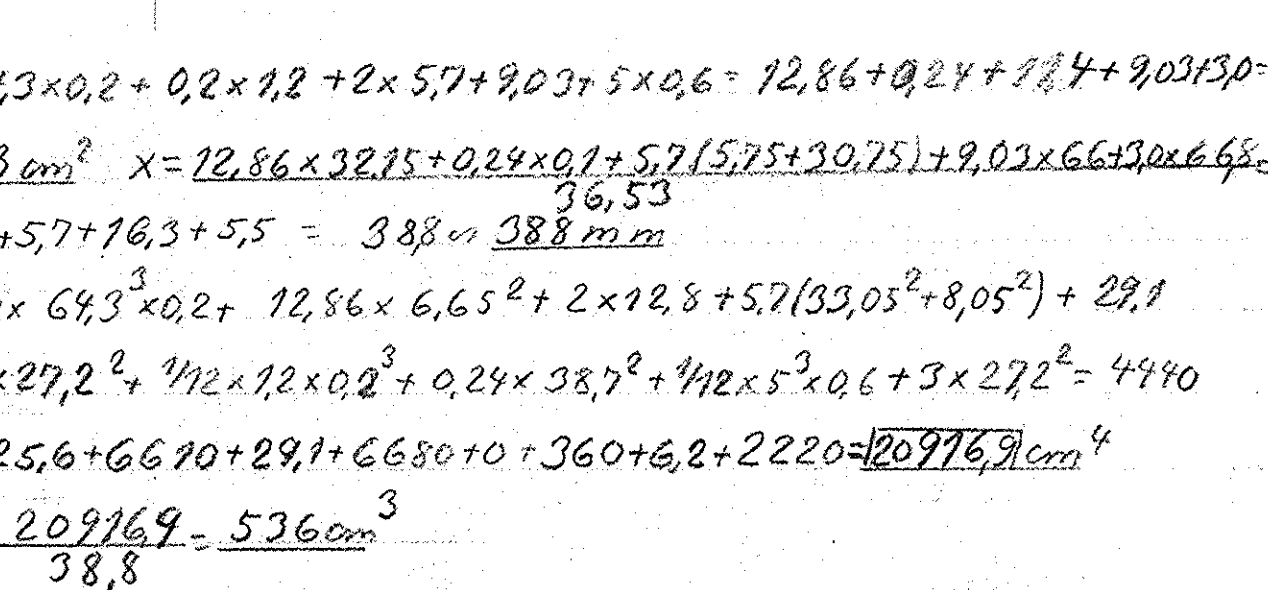 ,3×0,2+ 0,2×1,2 +2× 5,7+9,03+5×0,6= 12,86+0,24+11,4+9,03+3,0=
3 cm² x= 12,86×32,15+0,24×0,1+5,7(5,75+30,75)+9,03×66+3,0×66,8=
36,53
+5,7+16,3+5,5 = 38,8 ∽ 388 mm
× 64,3³×0,2+ 12,86× 6,65²+ 2×12,8+5,7(33,05²+8,05²)+ 29,1
×27,2²+ 1/12×1,2×0,2³+ 0,24× 38,7²+1/12×5³×0,6+3×27,2²= 4440
25,6+6610+29,1+6680+0+360+6,2+2220=|20916,9|cm⁴
20916,9 = 536cm³
38,8